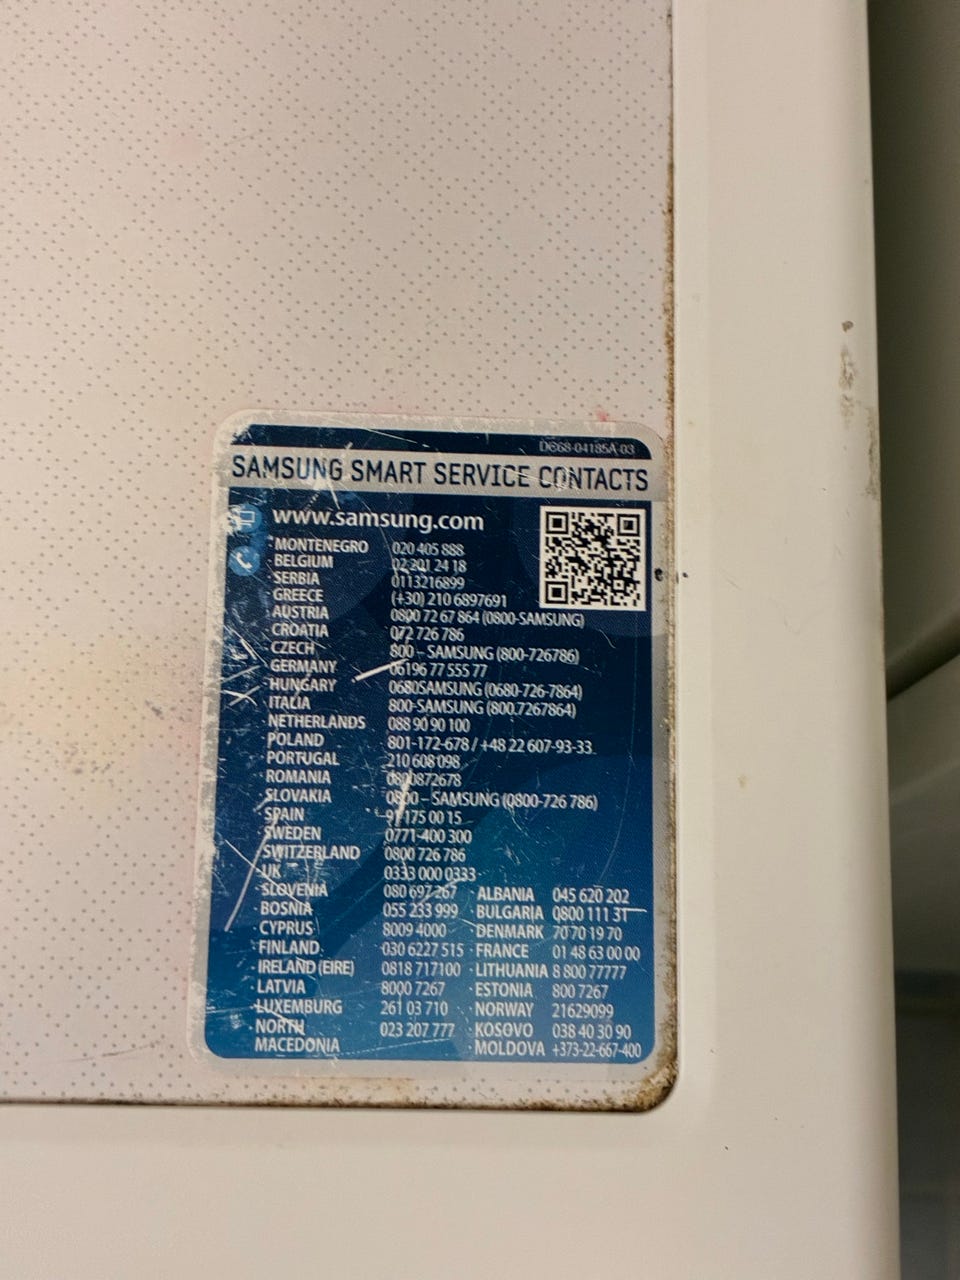 DC68-04185A-03
SAMSUNG SMART SERVICE CONTACTS
www.samsung.com
· MONTENEGRO 020 405 888
· BELGIUM 02 201 24 18
· SERBIA 0113216899
· GREECE (+30) 210 6897691
· AUSTRIA 0800 72 67 864 (0800-SAMSUNG)
· CROATIA 072 726 786
· CZECH 800 – SAMSUNG (800-726786)
· GERMANY 06196 77 555 77
· HUNGARY 0680SAMSUNG (0680-726-7864)
· ITALIA 800-SAMSUNG (800.7267864)
· NETHERLANDS 088 90 90 100
· POLAND 801-172-678 / +48 22 607-93-33
· PORTUGAL 210 608 098
· ROMANIA 0800872678
· SLOVAKIA 0800 – SAMSUNG (0800-726 786)
· SPAIN 91 175 00 15
· SWEDEN 0771-400 300
· SWITZERLAND 0800 726 786
· UK 0333 000 0333
· SLOVENIA 080 697 267 · ALBANIA 045 620 202
· BOSNIA 055 233 999 · BULGARIA 0800 111 31
· CYPRUS 8009 4000 · DENMARK 70 70 19 70
· FINLAND 030 6227 515 · FRANCE 01 48 63 00 00
· IRELAND (EIRE) 0818 717100 · LITHUANIA 8 800 77777
· LATVIA 8000 7267 · ESTONIA 800 7267
· LUXEMBURG 261 03 710 · NORWAY 21629099
· NORTH 023 207 777 · KOSOVO 038 40 30 90
MACEDONIA · MOLDOVA +373-22-667-400